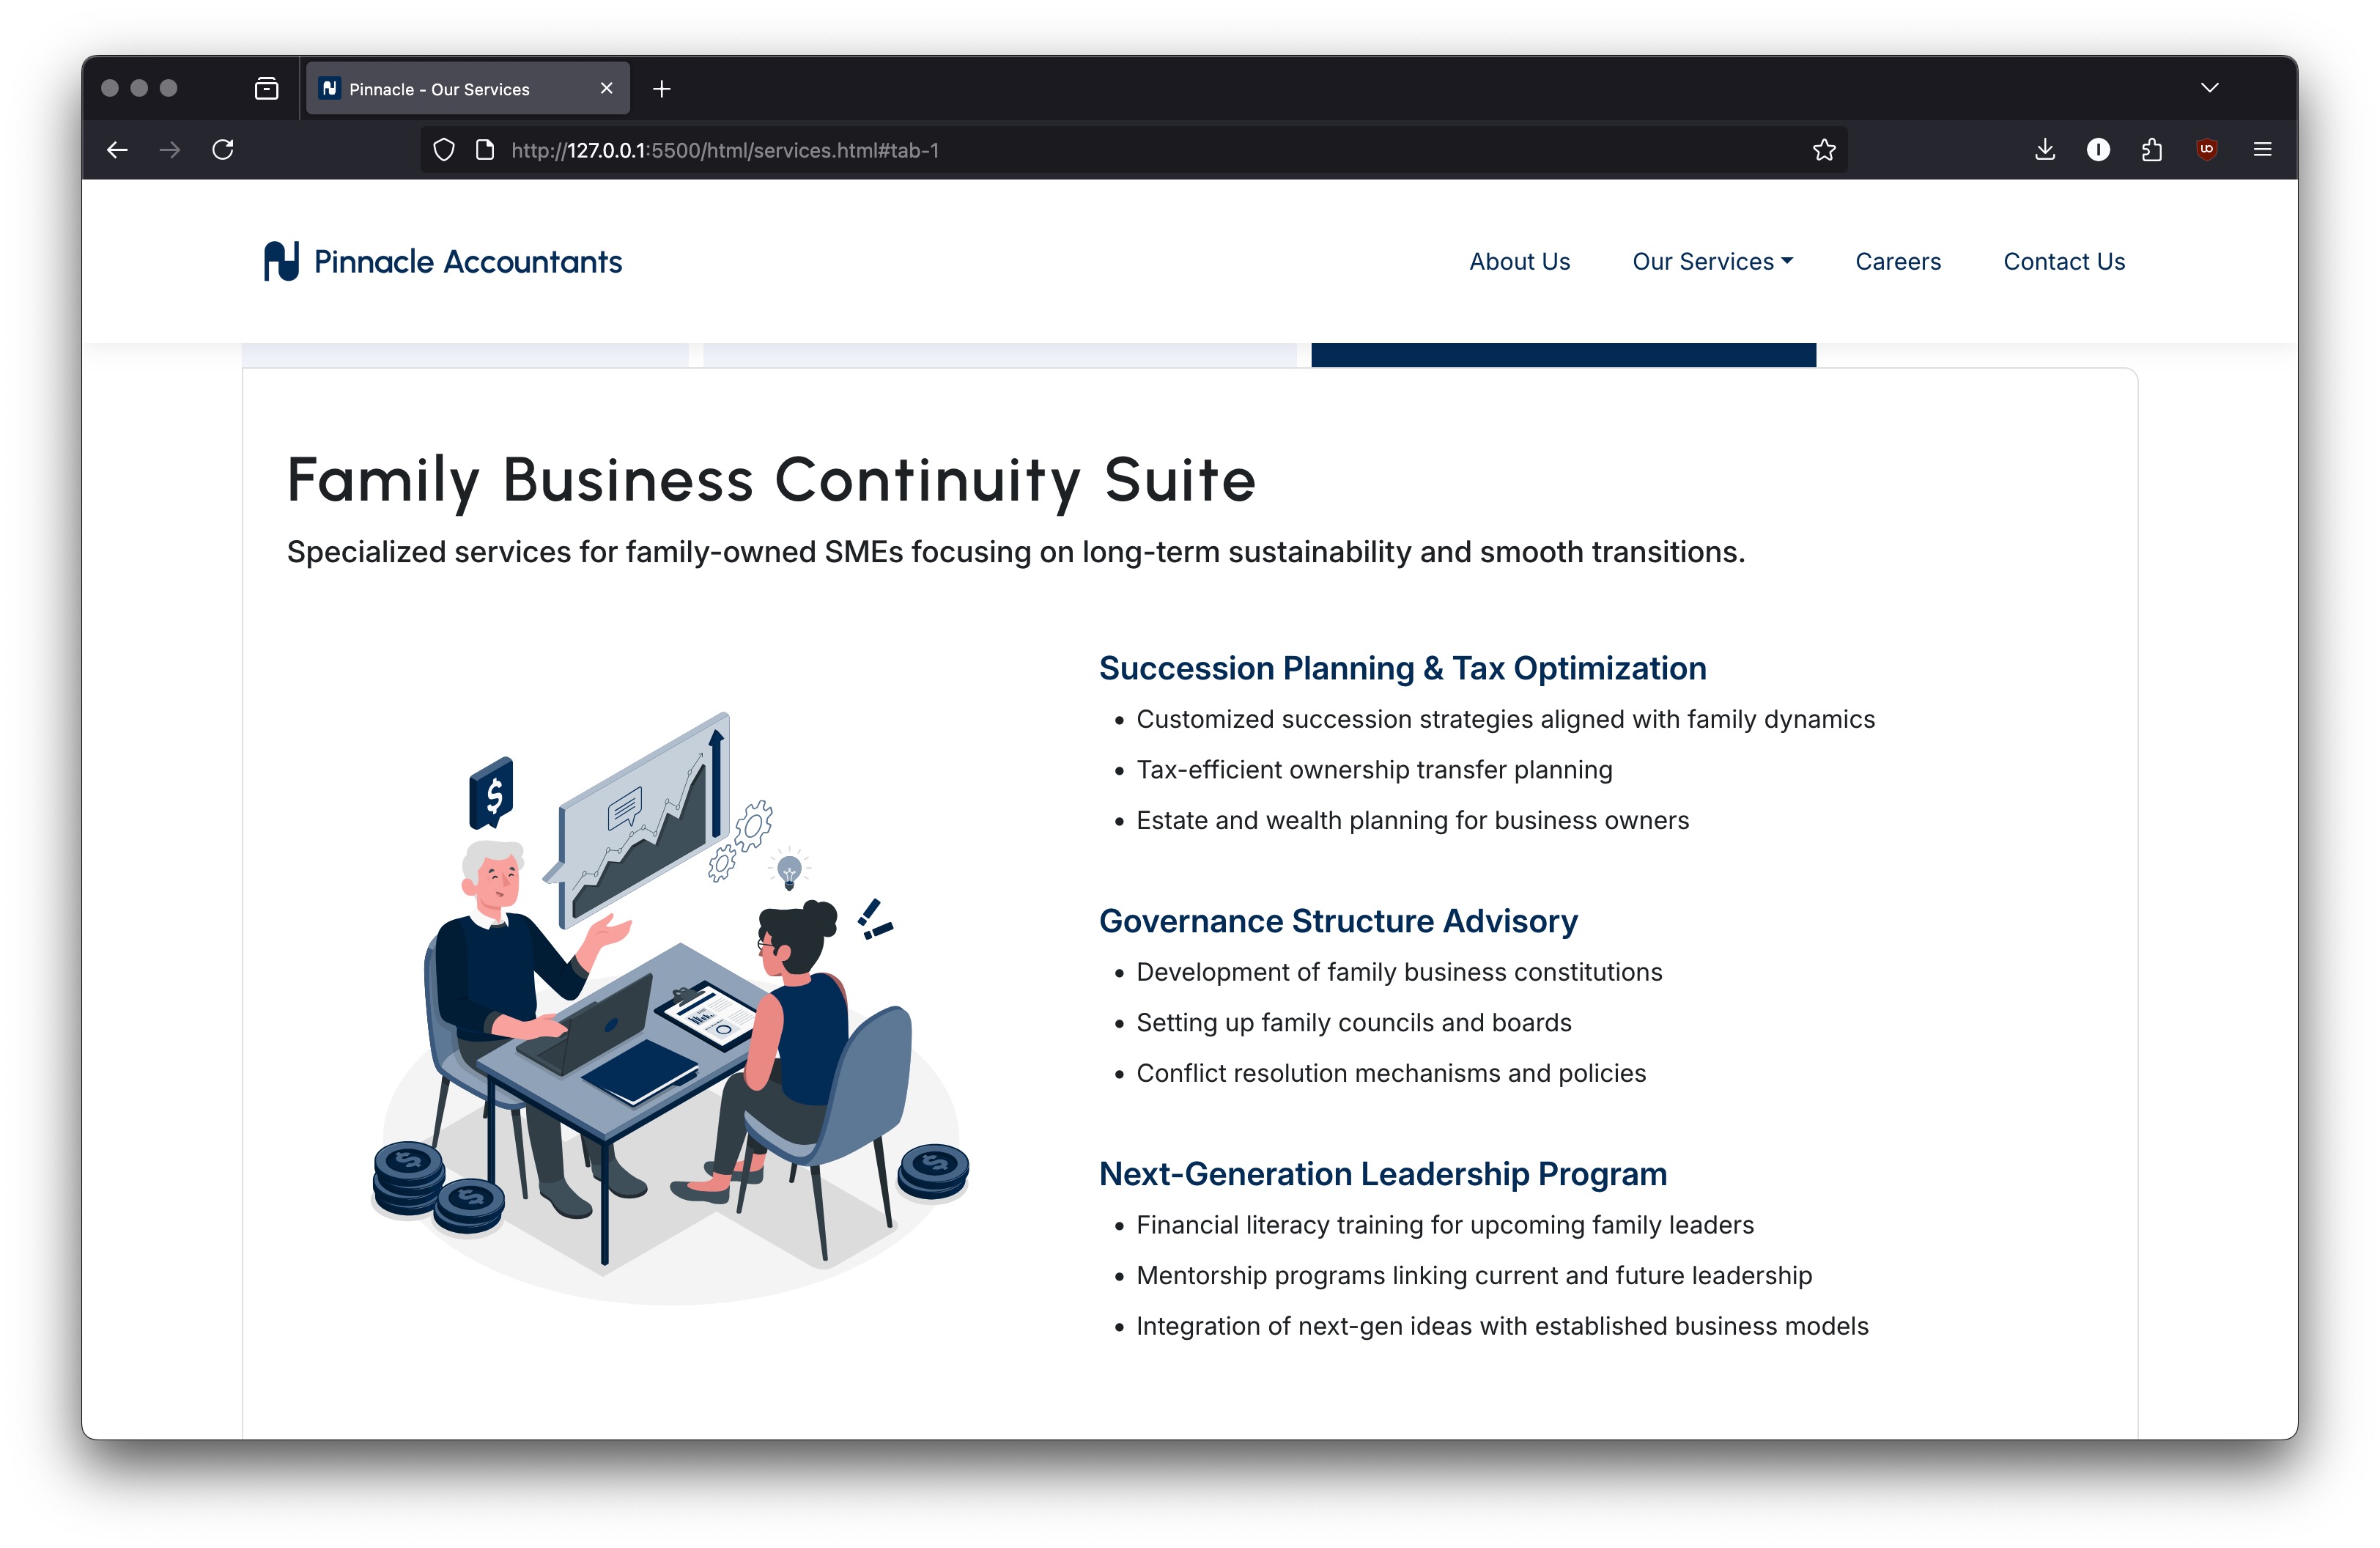 Pinnacle - Our Services
http://127.0.0.1:5500/html/services.html#tab-1
Pinnacle Accountants
About Us
Our Services
Careers
Contact Us
Family Business Continuity Suite
Specialized services for family-owned SMEs focusing on long-term sustainability and smooth transitions.
$
$
$
$
Succession Planning & Tax Optimization
• Customized succession strategies aligned with family dynamics
• Tax-efficient ownership transfer planning
• Estate and wealth planning for business owners
Governance Structure Advisory
• Development of family business constitutions
• Setting up family councils and boards
• Conflict resolution mechanisms and policies
Next-Generation Leadership Program
• Financial literacy training for upcoming family leaders
• Mentorship programs linking current and future leadership
• Integration of next-gen ideas with established business models